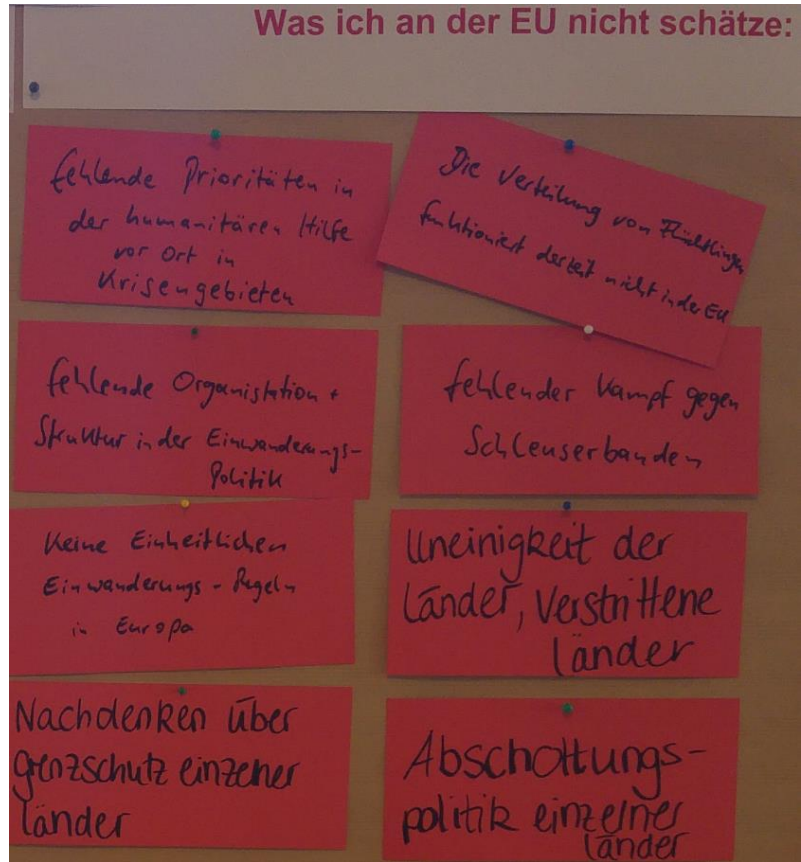 Was ich an der EU nicht schätze:
fehlende Prioritäten in
der humanitären Hilfe
vor Ort in
Krisengebieten
Die Verteilung von Flüchtlingen
funktioniert derzeit nicht in der EU
fehlende Organistation +
Struktur in der Einwanderungs-
Politik
fehlender Kampf gegen
Schleuserbanden
Keine Einheitlichen
Einwanderungs-Regeln
in Europa
Uneinigkeit der
Länder, Verstrittene
Länder
Nachdenken über
grenzschutz einzener
Länder
Abschottungs-
politik einzelner
Länder